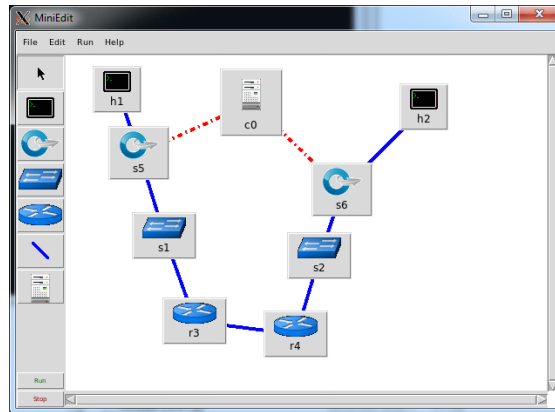 MiniEdit
File Edit Run Help
h1
c0
h2
s5
s6
s1
s2
r3
r4
Run
Stop